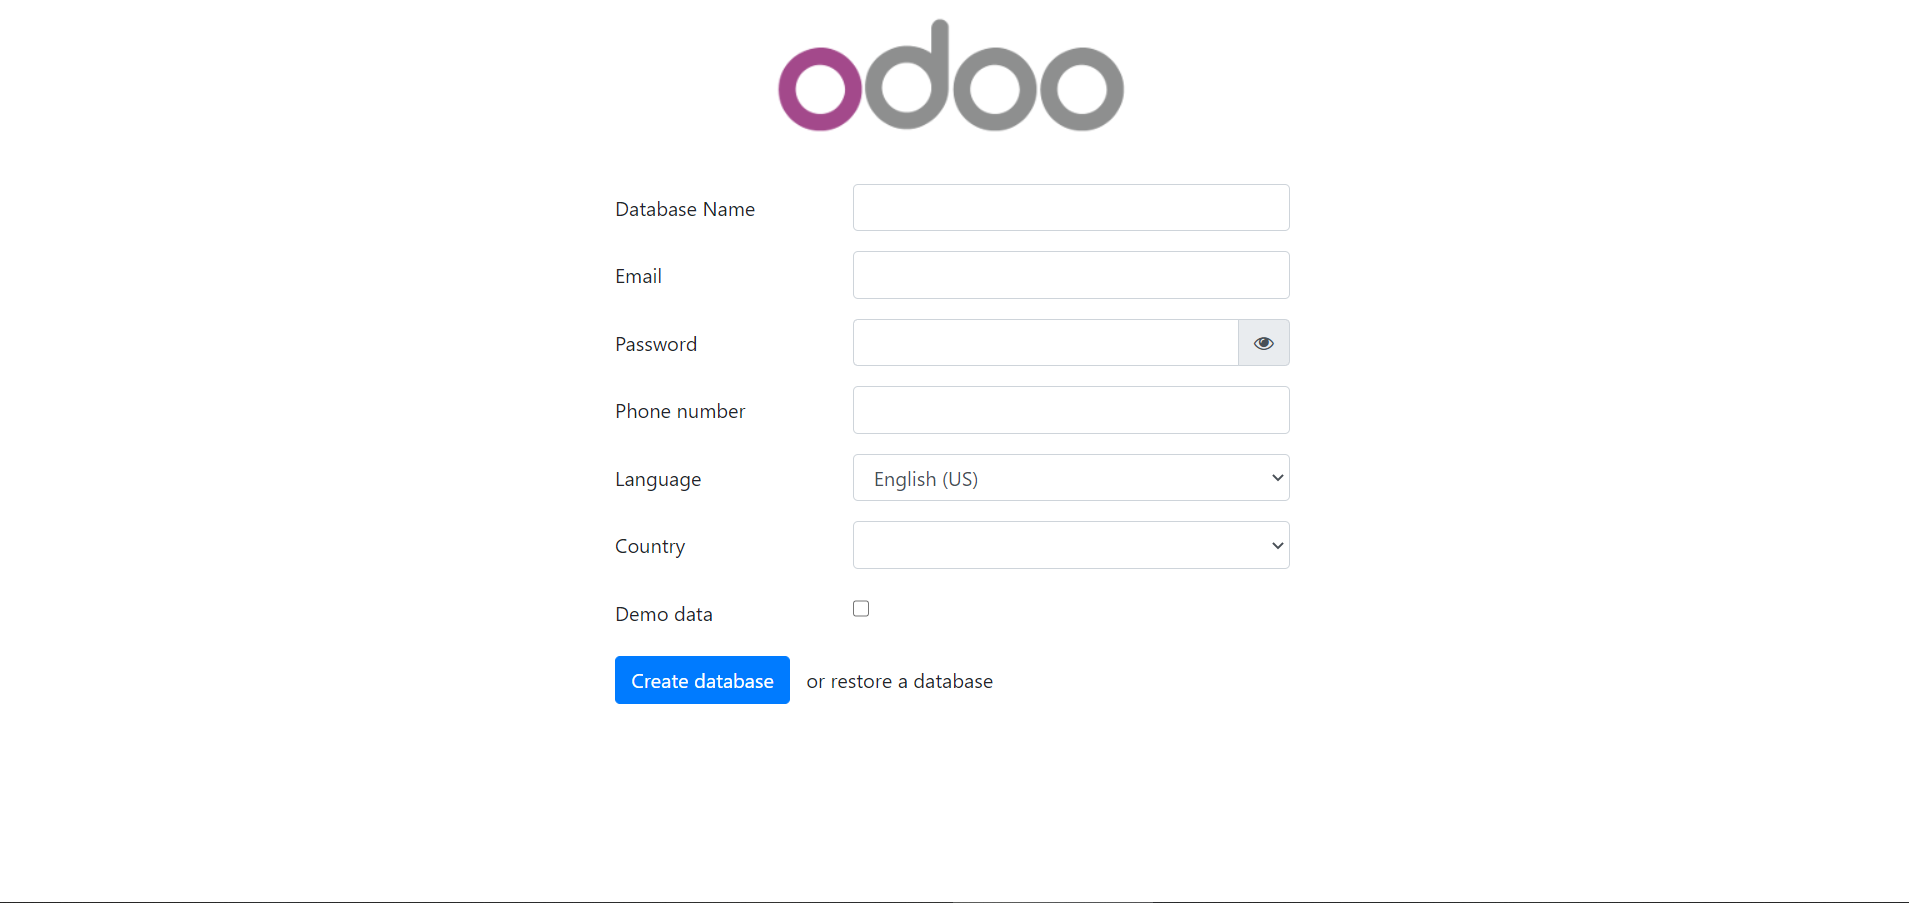 odoo
Database Name
Email
Password
Phone number
Language English (US)
Country
Demo data
Create database or restore a database